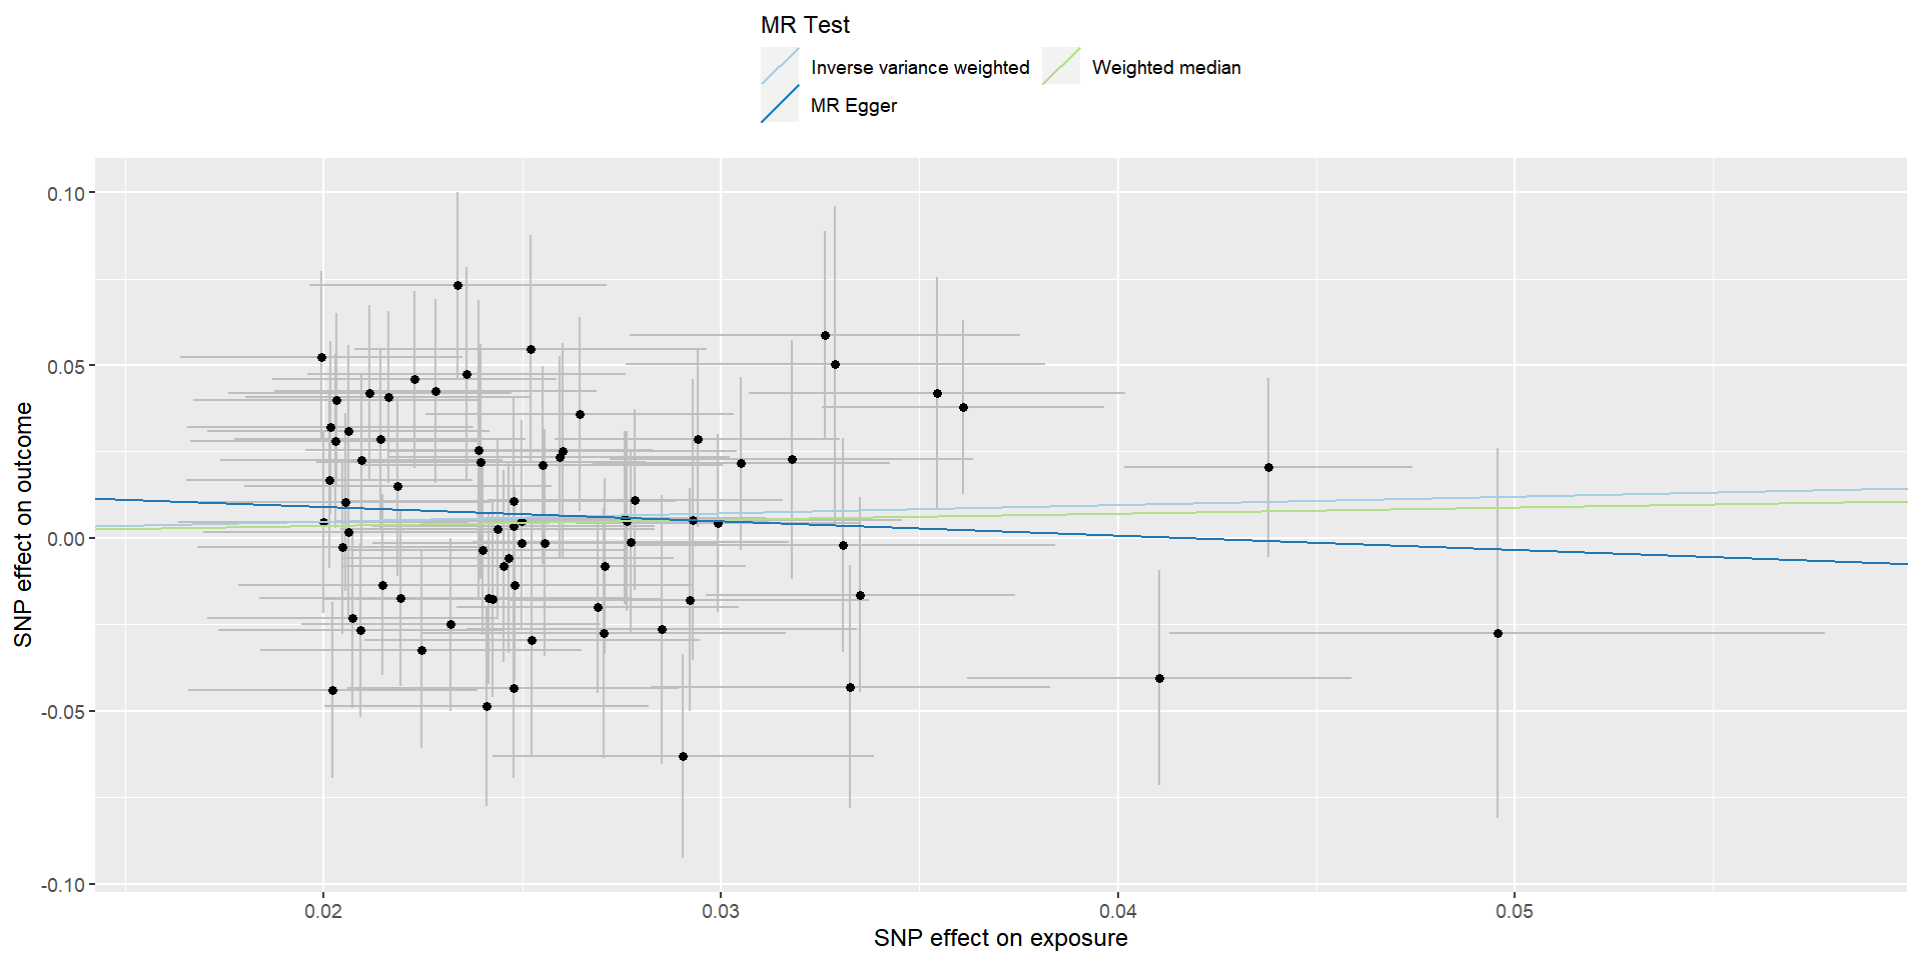 MR Test
Inverse variance weighted
Weighted median
MR Egger
SNP effect on outcome
0.10
0.05
0.00
-0.05
-0.10
0.02
0.03
0.04
0.05
SNP effect on exposure